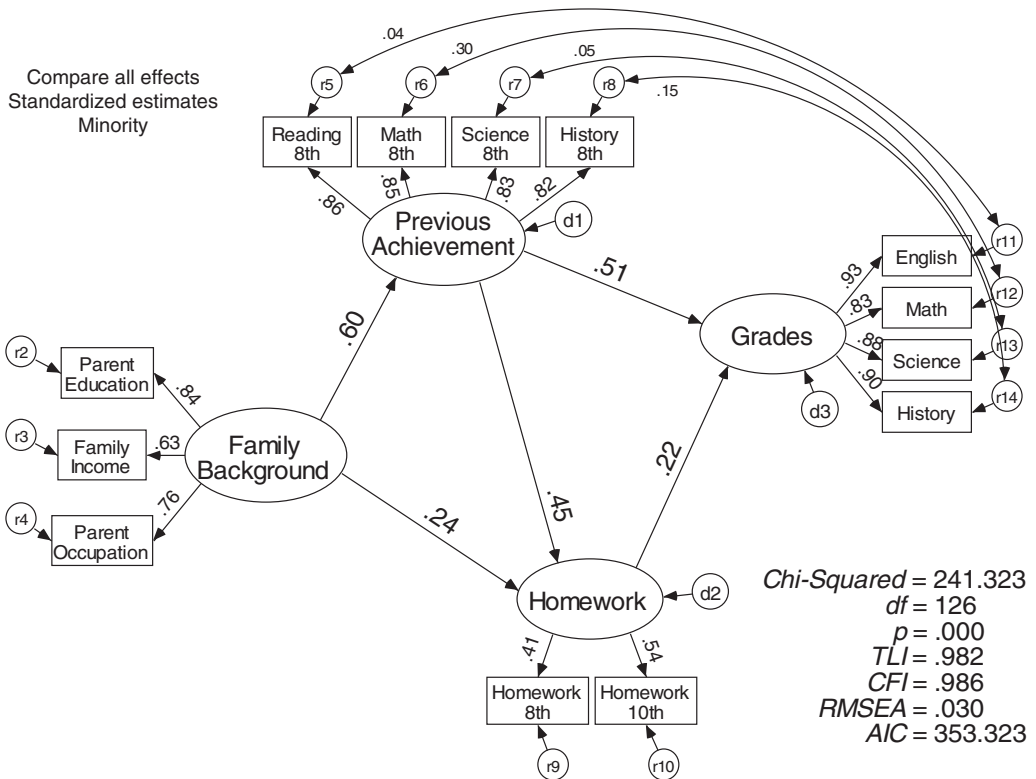 Compare all effects
Standardized estimates
Minority
.04
.30
.05
.15
r5
r6
r7
r8
Reading
8th
Math
8th
Science
8th
History
8th
.86
.85
.83
.82
Previous
Achievement
d1
.51
r11
r12
r13
r14
English
Math
Science
History
.93
.83
.88
.90
Grades
d3
.60
r2
Parent
Education
.84
r3
Family
Income
.63
r4
Parent
Occupation
.76
Family
Background
.24
.45
.22
Homework
d2
.41
.54
Homework
8th
Homework
10th
r9
r10
Chi-Squared = 241.323
df = 126
p = .000
TLI = .982
CFI = .986
RMSEA = .030
AIC = 353.323